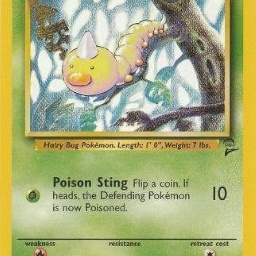 Hairy Bug Pokémon. Length: 1' 0", Weight: 7 lbs.
Poison Sting Flip a coin. If
heads, the Defending Pokémon
is now Poisoned.
10
weakness resistance retreat cost